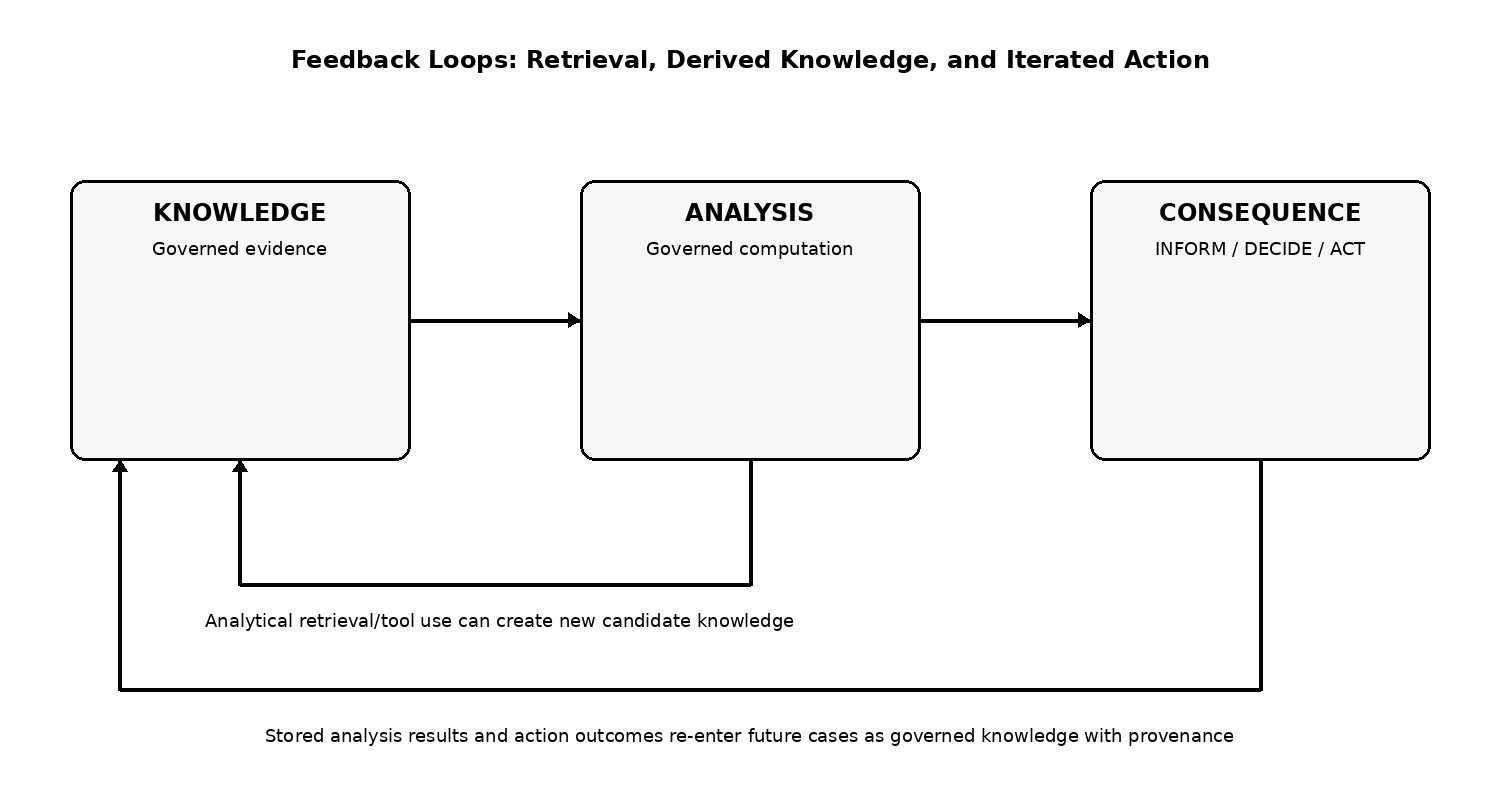 Feedback Loops: Retrieval, Derived Knowledge, and Iterated Action
KNOWLEDGE
Governed evidence
ANALYSIS
Governed computation
CONSEQUENCE
INFORM / DECIDE / ACT
Analytical retrieval/tool use can create new candidate knowledge
Stored analysis results and action outcomes re-enter future cases as governed knowledge with provenance